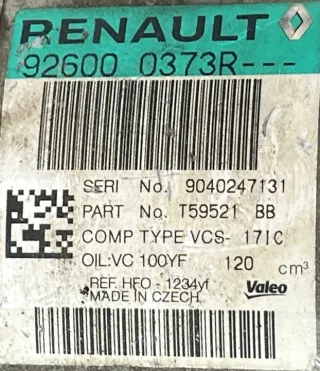 RENAULT
92600 0373R---
SERI No. 9040247131
PART No. T59521 BB
COMP TYPE VCS- 17IC
OIL:VC 100YF 120 cm³
REF. HFO - 1234yf
MADE IN CZECH.
Valeo